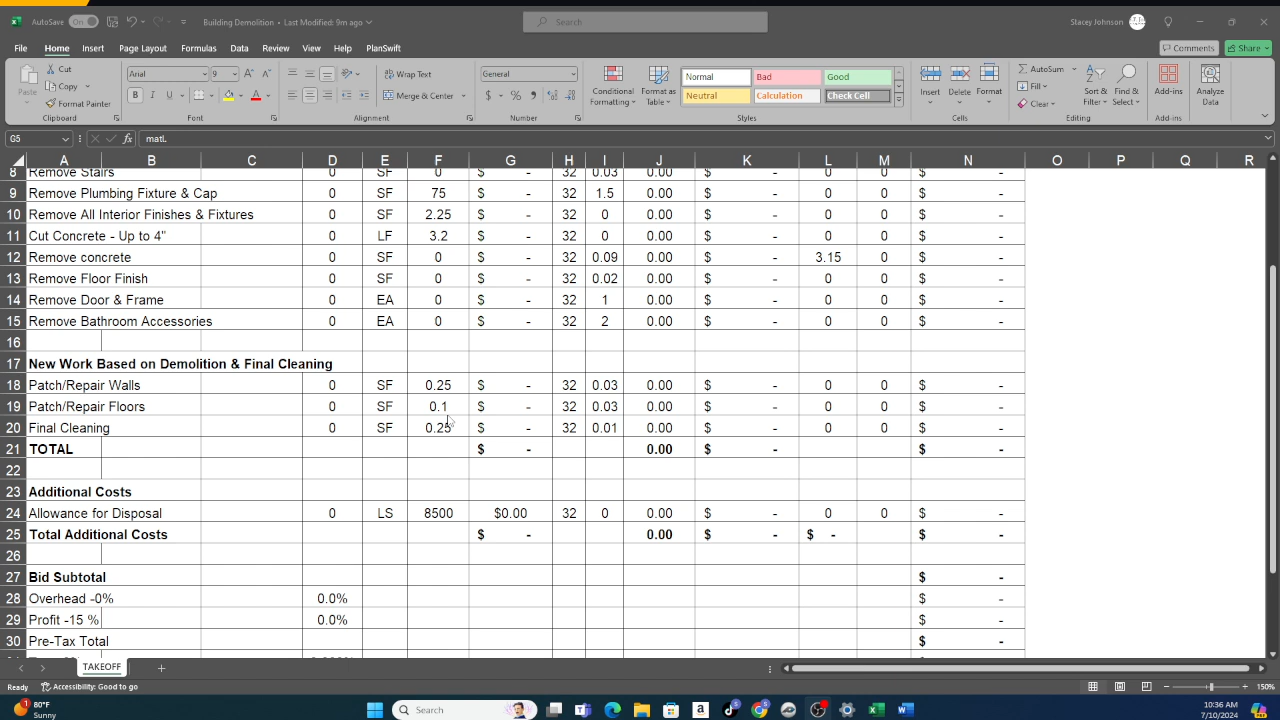 AutoSave On Building Demolition • Last Modified: 9m ago Search Stacey Johnson
File Home Insert Page Layout Formulas Data Review View Help PlanSwift Comments Share
Paste Cut Copy Format Painter Clipboard
Arial 9 B I U Font
Wrap Text Merge & Center Alignment
General $ % Number
Conditional Formatting Format as Table Normal Bad Good Neutral Calculation Check Cell Styles
Insert Delete Format Cells
AutoSum Fill Clear Sort & Filter Find & Select Editing
Add-ins Add-ins Analyze Data
G5 fx matl.
A B C D E F G H I J K L M N O P Q R
8 Remove Stairs 0 SF 0 $ - 32 0.03 0.00 $ - 0 0 $ -
9 Remove Plumbing Fixture & Cap 0 SF 75 $ - 32 1.5 0.00 $ - 0 0 $ -
10 Remove All Interior Finishes & Fixtures 0 SF 2.25 $ - 32 0 0.00 $ - 0 0 $ -
11 Cut Concrete - Up to 4" 0 LF 3.2 $ - 32 0 0.00 $ - 0 0 $ -
12 Remove concrete 0 SF 0 $ - 32 0.09 0.00 $ - 3.15 0 $ -
13 Remove Floor Finish 0 SF 0 $ - 32 0.02 0.00 $ - 0 0 $ -
14 Remove Door & Frame 0 EA 0 $ - 32 1 0.00 $ - 0 0 $ -
15 Remove Bathroom Accessories 0 EA 0 $ - 32 2 0.00 $ - 0 0 $ -
16
17 New Work Based on Demolition & Final Cleaning
18 Patch/Repair Walls 0 SF 0.25 $ - 32 0.03 0.00 $ - 0 0 $ -
19 Patch/Repair Floors 0 SF 0.1 $ - 32 0.03 0.00 $ - 0 0 $ -
20 Final Cleaning 0 SF 0.25 $ - 32 0.01 0.00 $ - 0 0 $ -
21 TOTAL $ - 0.00 $ - $ -
22
23 Additional Costs
24 Allowance for Disposal 0 LS 8500 $0.00 32 0 0.00 $ - 0 0 $ -
25 Total Additional Costs $ - 0.00 $ - $ - $ -
26
27 Bid Subtotal $ -
28 Overhead -0% 0.0% $ -
29 Profit -15 % 0.0% $ -
30 Pre-Tax Total $ -
TAKEOFF
Ready Accessibility: Good to go 150%
80°F
Sunny
Search
10:36 AM
7/10/2024